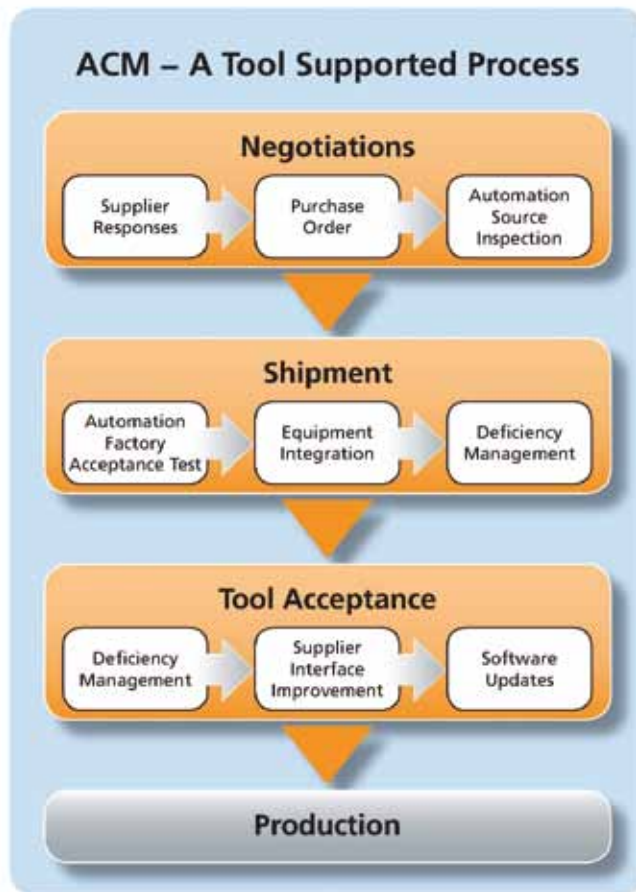 ACM – A Tool Supported Process
Negotiations
Supplier
Responses
Purchase
Order
Automation
Source
Inspection
Shipment
Automation
Factory
Acceptance Test
Equipment
Integration
Deficiency
Management
Tool Acceptance
Deficiency
Management
Supplier
Interface
Improvement
Software
Updates
Production